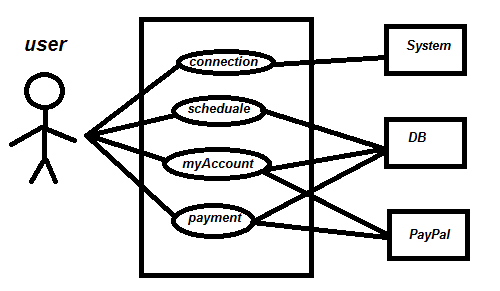 user
connection
scheduale
myAccount
payment
System
DB
PayPal